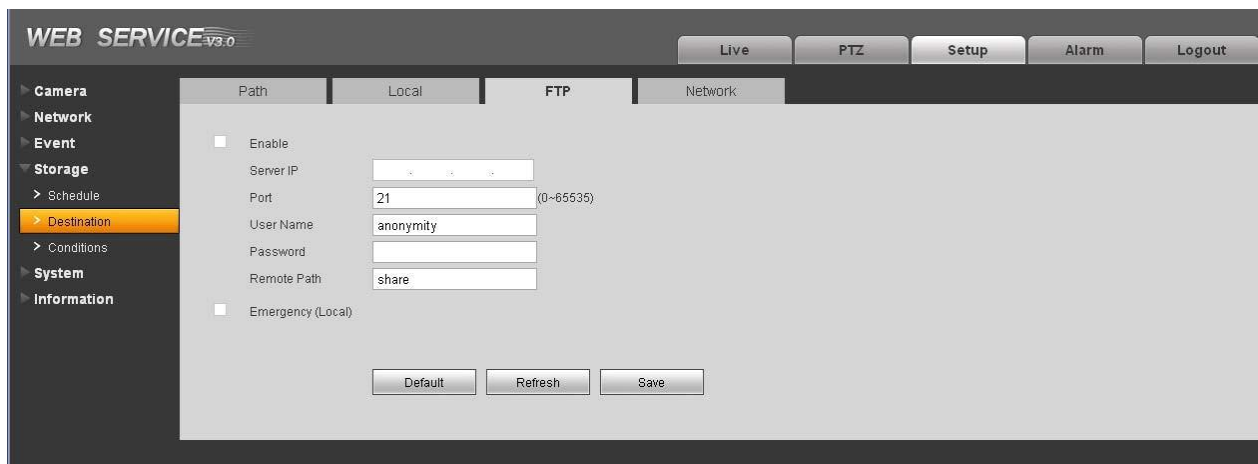 WEB SERVICE V3.0
Live PTZ Setup Alarm Logout
Camera
Network
Event
Storage
> Schedule
> Destination
> Conditions
System
Information
Path Local FTP Network
Enable
Server IP . . .
Port 21 (0~65535)
User Name anonymity
Password
Remote Path share
Emergency (Local)
Default Refresh Save